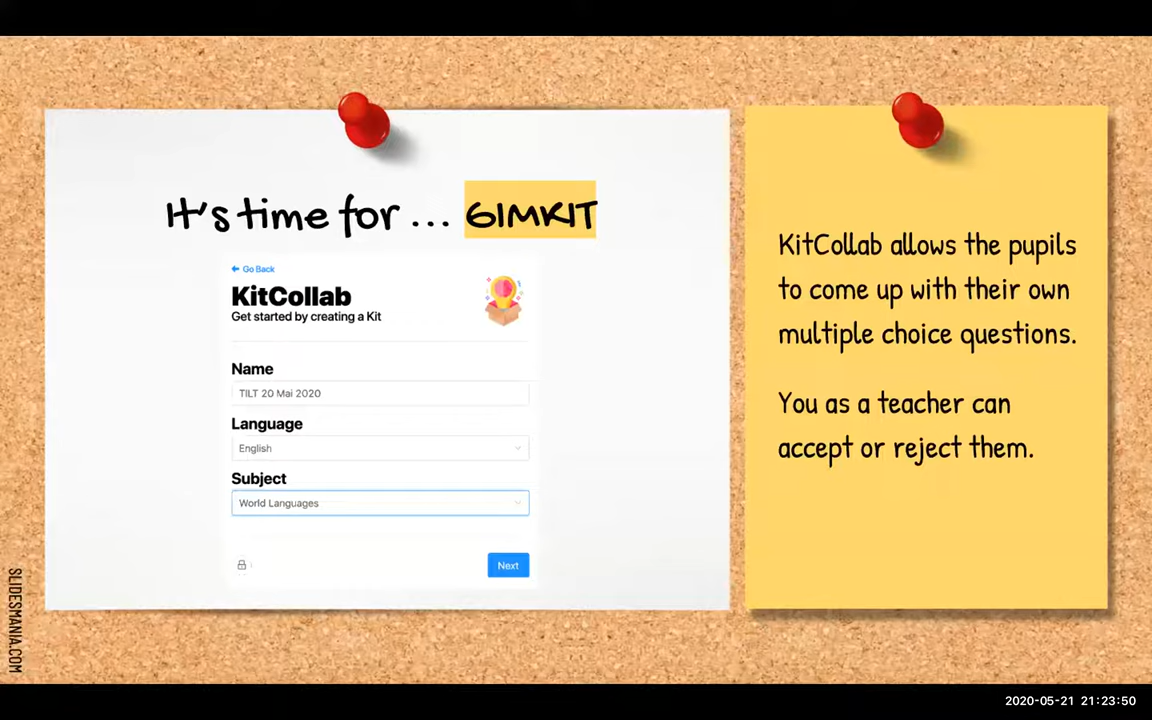 It's time for ... GIMKIT
Go Back
KitCollab
Get started by creating a Kit
Name
TILT 20 Mai 2020
Language
English
Subject
World Languages
Next
KitCollab allows the pupils
to come up with their own
multiple choice questions.
You as a teacher can
accept or reject them.
SLIDESMANIA.COM
2020-05-21 21:23:50